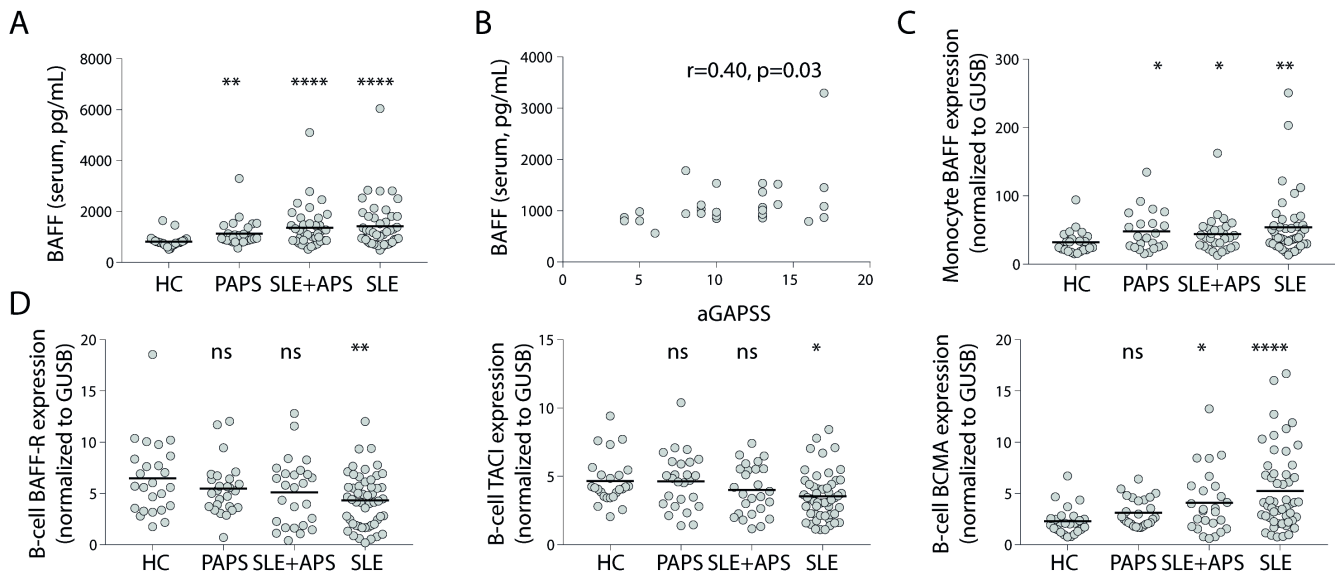 A
BAFF (serum, pg/mL)
8000
6000
4000
2000
0
** **** ****
HC PAPS SLE+APS SLE
B
BAFF (serum, pg/mL)
4000
3000
2000
1000
0
r=0.40, p=0.03
0 5 10 15 20
aGAPSS
C
Monocyte BAFF expression
(normalized to GUSB)
300
200
100
0
* * **
HC PAPS SLE+APS SLE
D
B-cell BAFF-R expression
(normalized to GUSB)
20
15
10
5
0
ns ns **
HC PAPS SLE+APS SLE
B-cell TACI expression
(normalized to GUSB)
15
10
5
0
ns ns *
HC PAPS SLE+APS SLE
B-cell BCMA expression
(normalized to GUSB)
20
15
10
5
0
ns * ****
HC PAPS SLE+APS SLE